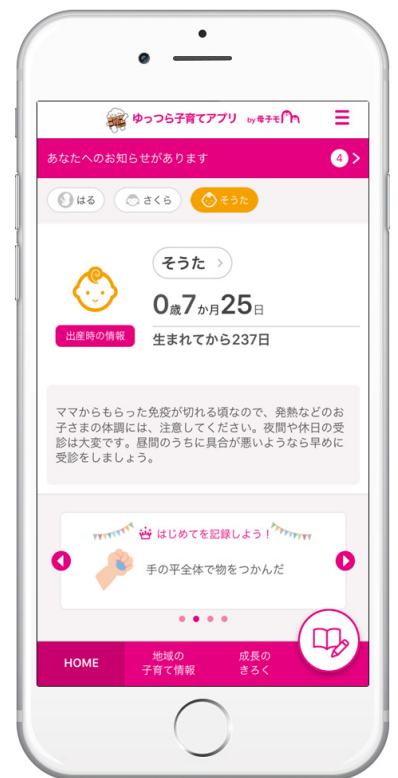 ゆっつら子育てアプリ by 母子モ
あなたへのお知らせがあります 4
はる さくら そうた
そうた
0歳7か月25日
出産時の情報
生まれてから237日
ママからもらった免疫が切れる頃なので、発熱などのお
子さまの体調には、注意してください。夜間や休日の受
診は大変です。昼間のうちに具合が悪いようなら早めに
受診をしましょう。
はじめてを記録しよう！
手の平全体で物をつかんだ
HOME
地域の
子育て情報
成長の
きろく